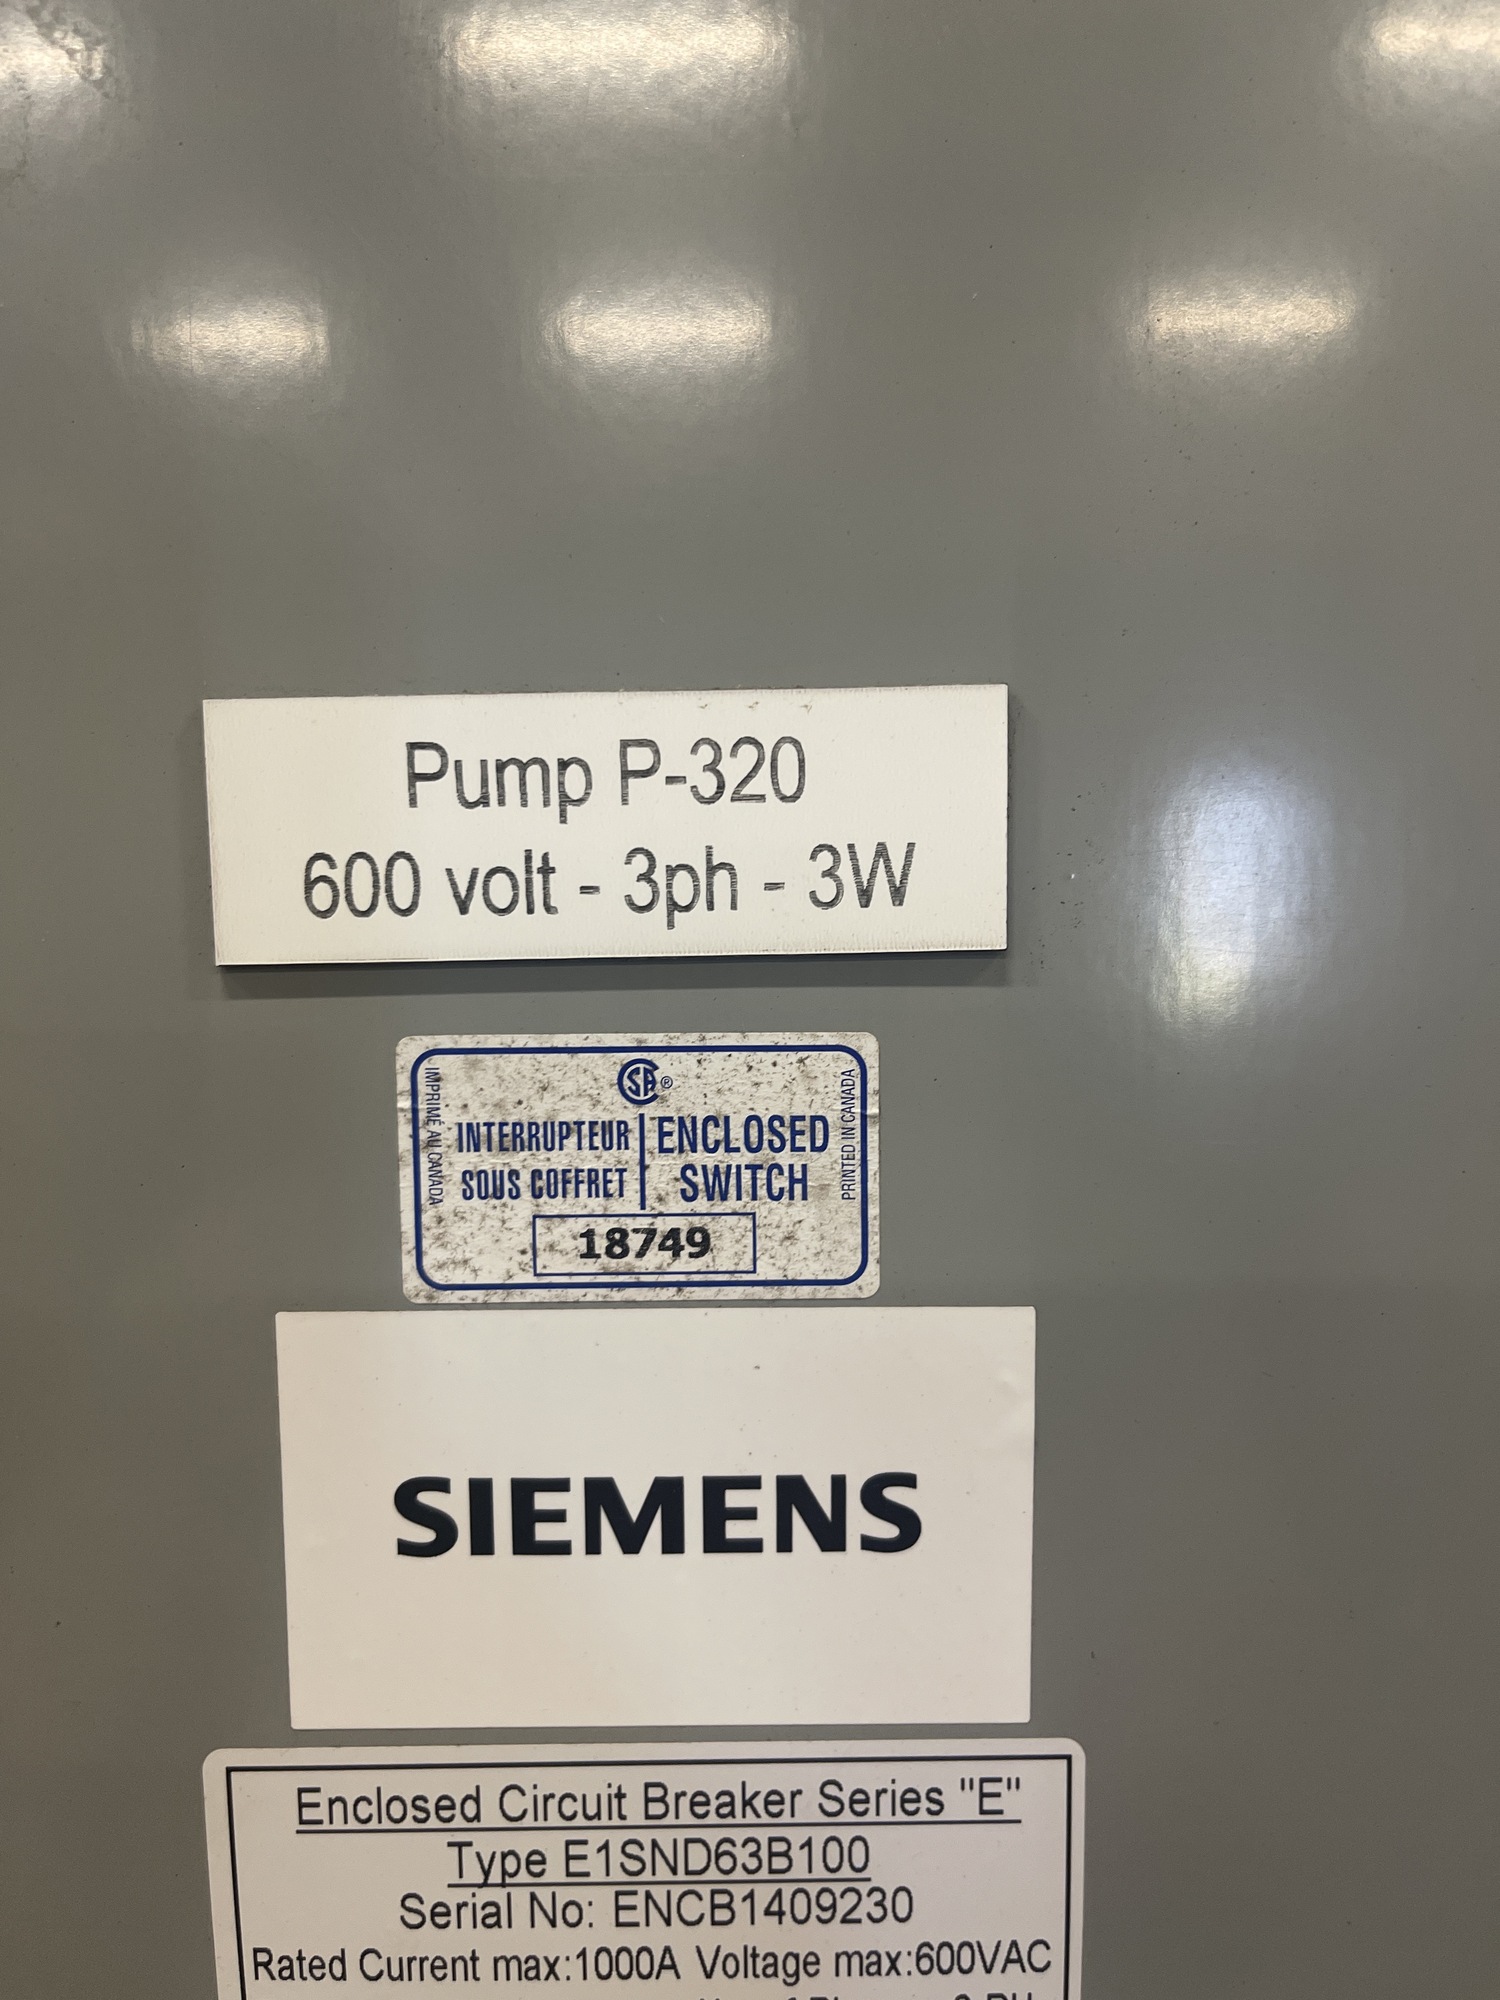 Pump P-320
600 volt - 3ph - 3W
SA®
IMPRIMÉ AU CANADA
INTERRUPTEUR SOUS COFFRET
ENCLOSED SWITCH
PRINTED IN CANADA
18749
SIEMENS
Enclosed Circuit Breaker Series "E"
Type E1SND63B100
Serial No: ENCB1409230
Rated Current max:1000A Voltage max:600VAC